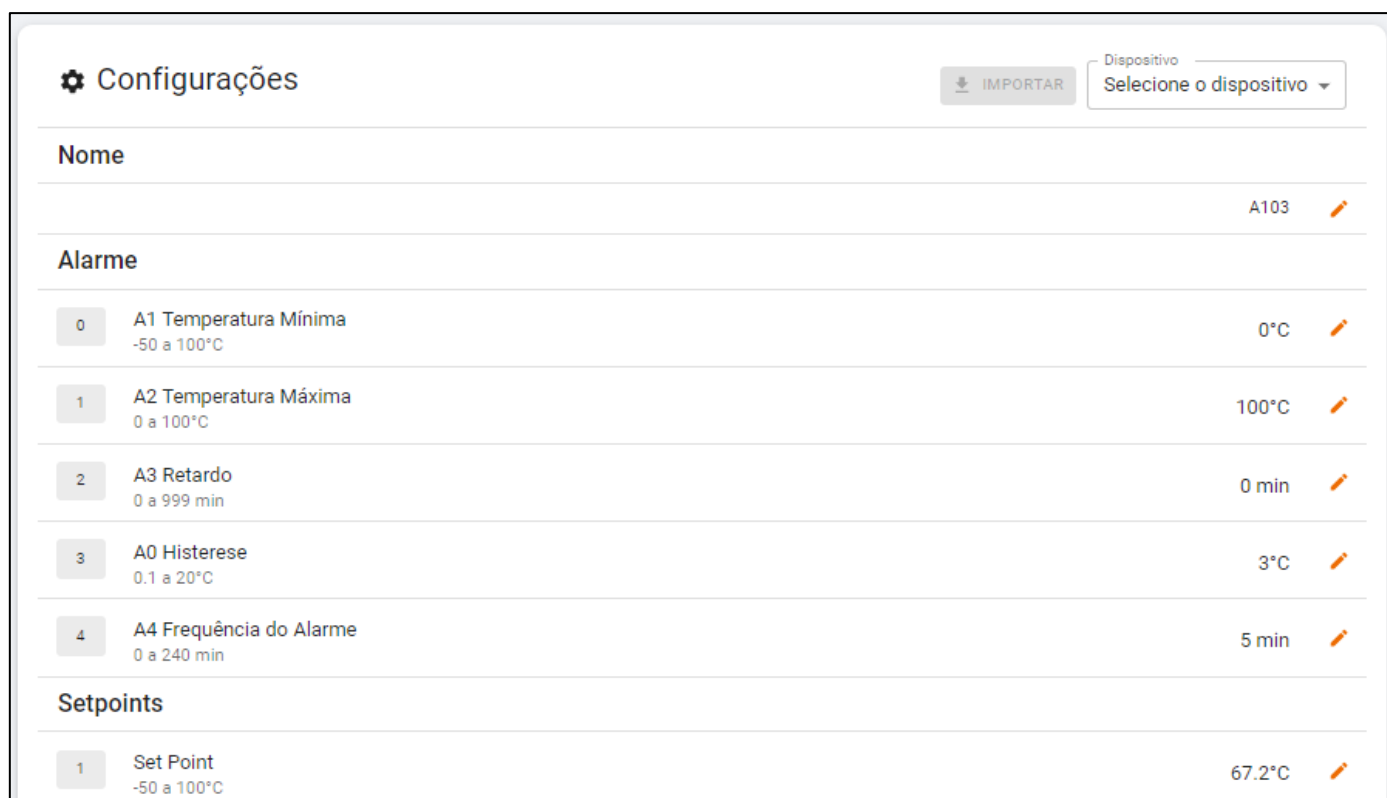 Configurações
IMPORTAR
Dispositivo
Selecione o dispositivo
Nome
A103
Alarme
0
A1 Temperatura Mínima
-50 a 100°C
0°C
1
A2 Temperatura Máxima
0 a 100°C
100°C
2
A3 Retardo
0 a 999 min
0 min
3
A0 Histerese
0.1 a 20°C
3°C
4
A4 Frequência do Alarme
0 a 240 min
5 min
Setpoints
1
Set Point
-50 a 100°C
67.2°C